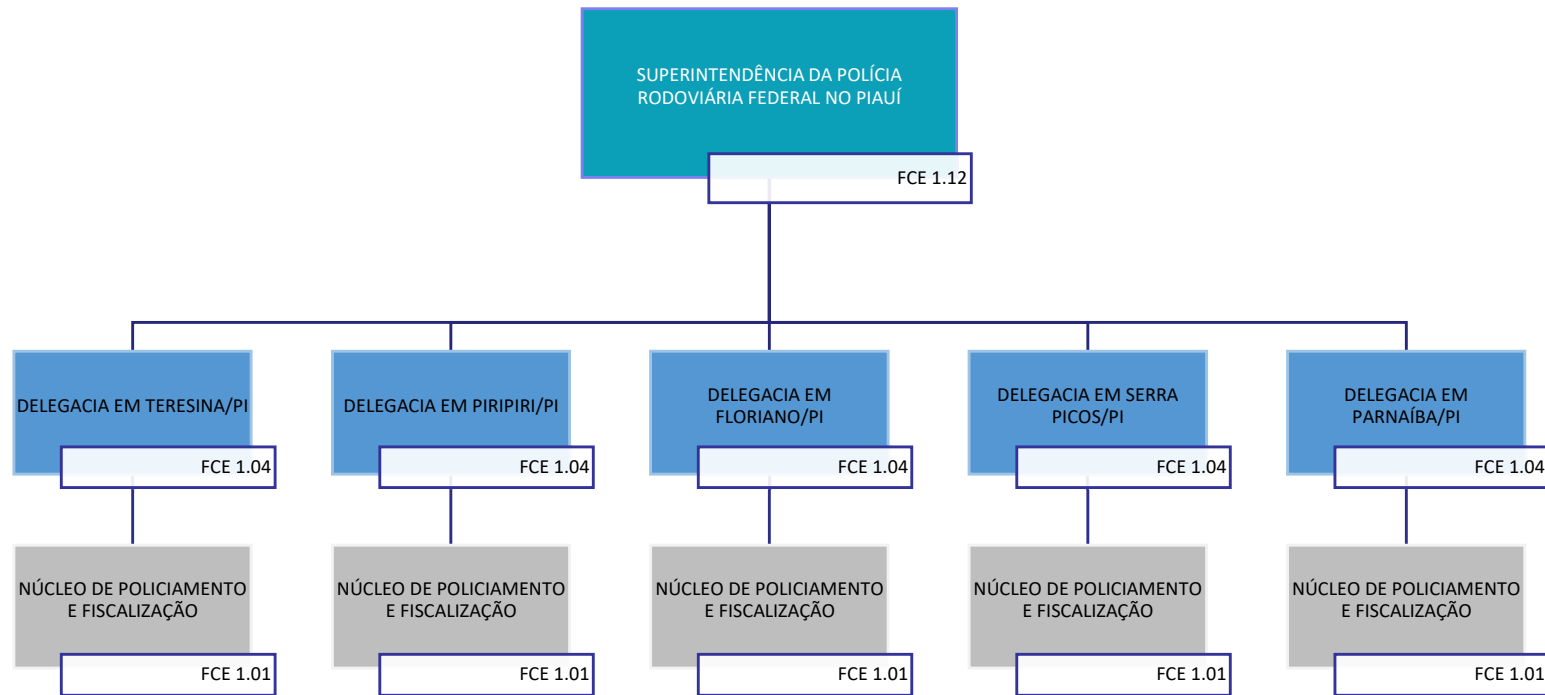 SUPERINTENDÊNCIA DA POLÍCIA
RODOVIÁRIA FEDERAL NO PIAUÍ
FCE 1.12
DELEGACIA EM TERESINA/PI
FCE 1.04
DELEGACIA EM PIRIPIRI/PI
FCE 1.04
DELEGACIA EM
FLORIANO/PI
FCE 1.04
DELEGACIA EM SERRA
PICOS/PI
FCE 1.04
DELEGACIA EM
PARNAÍBA/PI
FCE 1.04
NÚCLEO DE POLICIAMENTO
E FISCALIZAÇÃO
FCE 1.01
NÚCLEO DE POLICIAMENTO
E FISCALIZAÇÃO
FCE 1.01
NÚCLEO DE POLICIAMENTO
E FISCALIZAÇÃO
FCE 1.01
NÚCLEO DE POLICIAMENTO
E FISCALIZAÇÃO
FCE 1.01
NÚCLEO DE POLICIAMENTO
E FISCALIZAÇÃO
FCE 1.01